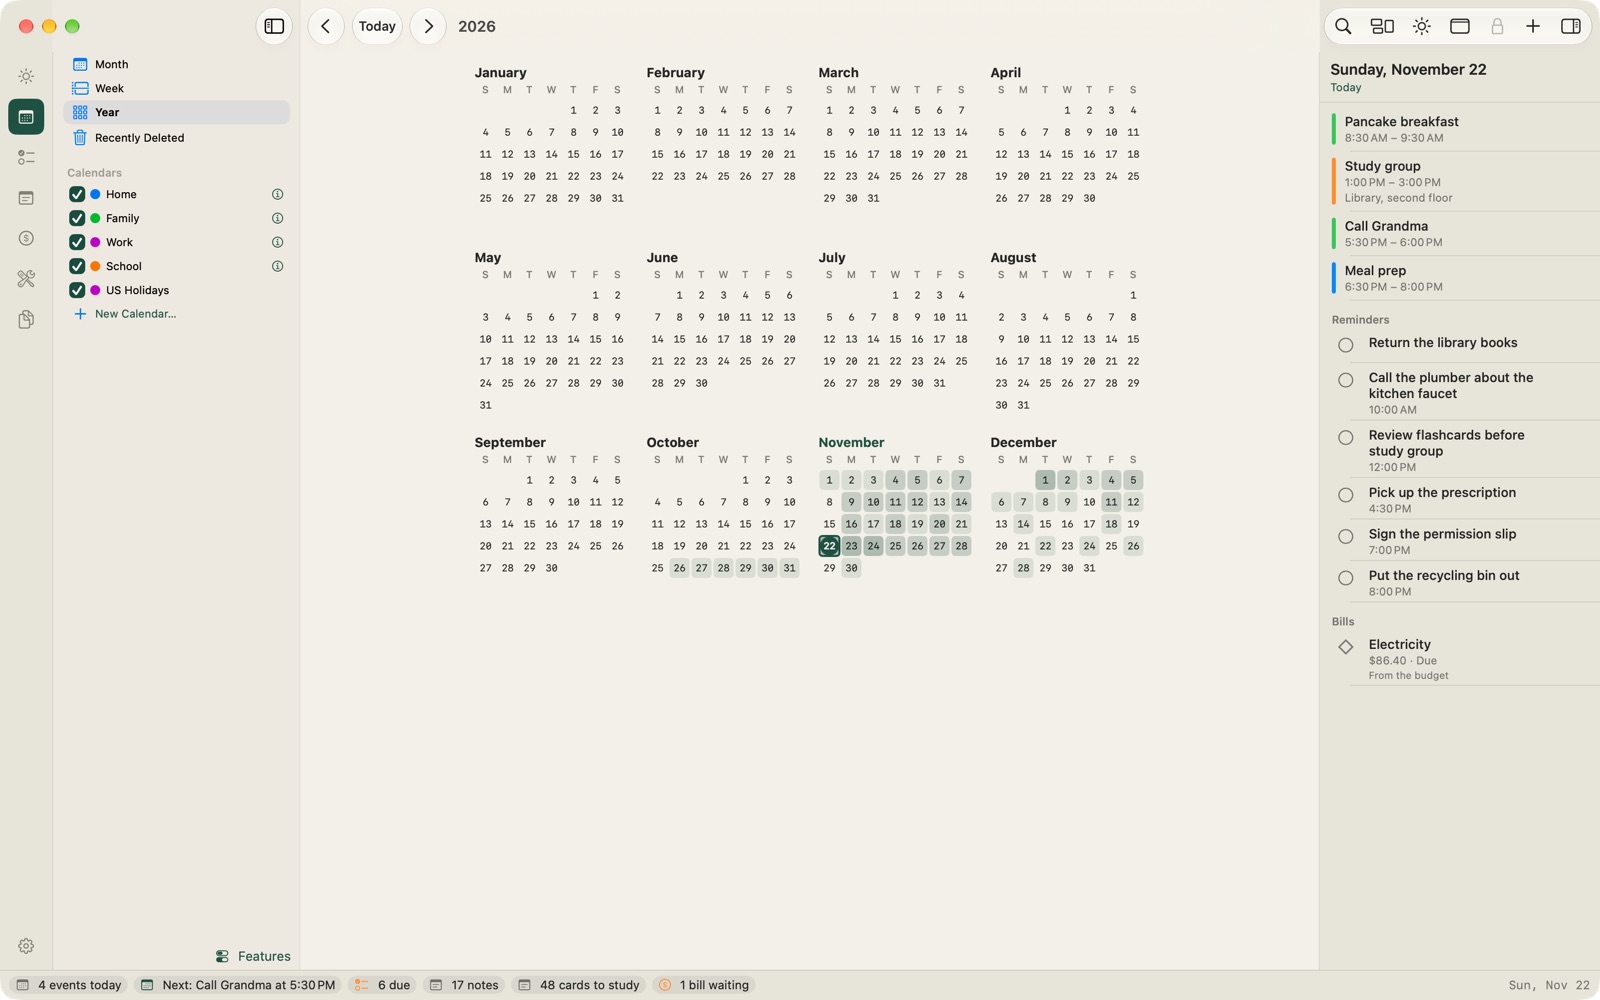 Today
2026
Month
Week
Year
Recently Deleted
Calendars
Home
Family
Work
School
US Holidays
New Calendar...
Features
January
S M T W T F S
1 2 3
4 5 6 7 8 9 10
11 12 13 14 15 16 17
18 19 20 21 22 23 24
25 26 27 28 29 30 31
February
S M T W T F S
1 2 3 4 5 6 7
8 9 10 11 12 13 14
15 16 17 18 19 20 21
22 23 24 25 26 27 28
March
S M T W T F S
1 2 3 4 5 6 7
8 9 10 11 12 13 14
15 16 17 18 19 20 21
22 23 24 25 26 27 28
29 30 31
April
S M T W T F S
1 2 3 4
5 6 7 8 9 10 11
12 13 14 15 16 17 18
19 20 21 22 23 24 25
26 27 28 29 30
May
S M T W T F S
1 2
3 4 5 6 7 8 9
10 11 12 13 14 15 16
17 18 19 20 21 22 23
24 25 26 27 28 29 30
31
June
S M T W T F S
1 2 3 4 5 6
7 8 9 10 11 12 13
14 15 16 17 18 19 20
21 22 23 24 25 26 27
28 29 30
July
S M T W T F S
1 2 3 4
5 6 7 8 9 10 11
12 13 14 15 16 17 18
19 20 21 22 23 24 25
26 27 28 29 30 31
August
S M T W T F S
1
2 3 4 5 6 7 8
9 10 11 12 13 14 15
16 17 18 19 20 21 22
23 24 25 26 27 28 29
30 31
September
S M T W T F S
1 2 3 4 5
6 7 8 9 10 11 12
13 14 15 16 17 18 19
20 21 22 23 24 25 26
27 28 29 30
October
S M T W T F S
1 2 3
4 5 6 7 8 9 10
11 12 13 14 15 16 17
18 19 20 21 22 23 24
25 26 27 28 29 30 31
November
S M T W T F S
1 2 3 4 5 6 7
8 9 10 11 12 13 14
15 16 17 18 19 20 21
22 23 24 25 26 27 28
29 30
December
S M T W T F S
1 2 3 4 5
6 7 8 9 10 11 12
13 14 15 16 17 18 19
20 21 22 23 24 25 26
27 28 29 30 31
Sunday, November 22
Today
Pancake breakfast
8:30 AM – 9:30 AM
Study group
1:00 PM – 3:00 PM
Library, second floor
Call Grandma
5:30 PM – 6:00 PM
Meal prep
6:30 PM – 8:00 PM
Reminders
Return the library books
Call the plumber about the
kitchen faucet
10:00 AM
Review flashcards before
study group
12:00 PM
Pick up the prescription
4:30 PM
Sign the permission slip
7:00 PM
Put the recycling bin out
8:00 PM
Bills
Electricity
$86.40 · Due
From the budget
4 events today
Next: Call Grandma at 5:30 PM
6 due
17 notes
48 cards to study
1 bill waiting
Sun, Nov 22